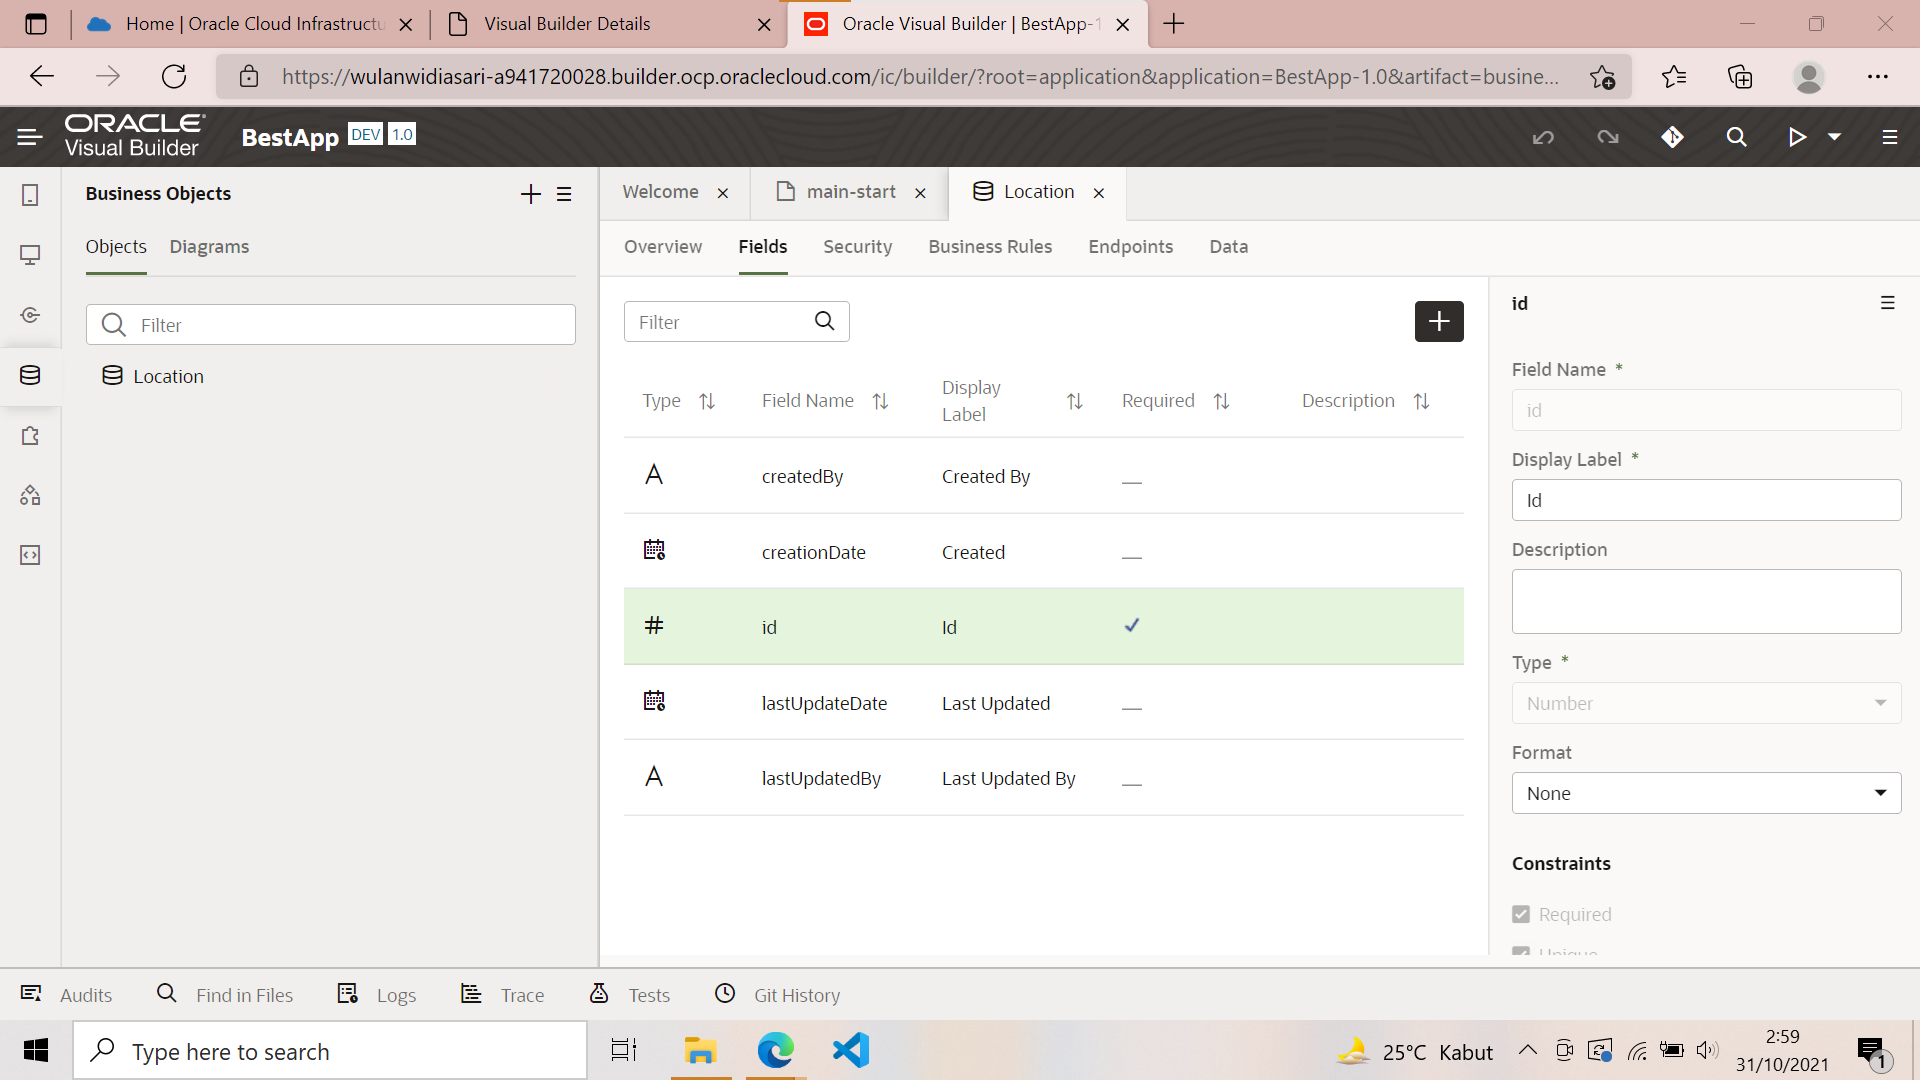 Home | Oracle Cloud Infrastructu
Visual Builder Details
Oracle Visual Builder | BestApp-1
https://wulanwidiasari-a941720028.builder.ocp.oraclecloud.com/ic/builder/?root=application&application=BestApp-1.0&artifact=busine...
ORACLE
Visual Builder
BestApp DEV 1.0
Business Objects
Objects Diagrams
Filter
Location
Welcome main-start Location
Overview Fields Security Business Rules Endpoints Data
Filter
Type Field Name Display Label Required Description
createdBy Created By
creationDate Created
# id Id
lastUpdateDate Last Updated
lastUpdatedBy Last Updated By
id
Field Name *
id
Display Label *
Id
Description
Type *
Number
Format
None
Constraints
Required
Unique
Audits Find in Files Logs Trace Tests Git History
Type here to search
25°C Kabut
2:59
31/10/2021
1